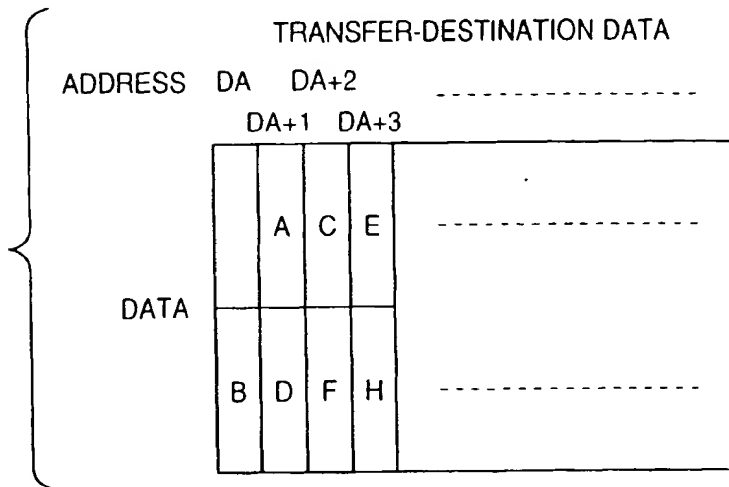 TRANSFER-DESTINATION DATA
ADDRESS DA DA+2
DA+1 DA+3
A C E
DATA
B D F H